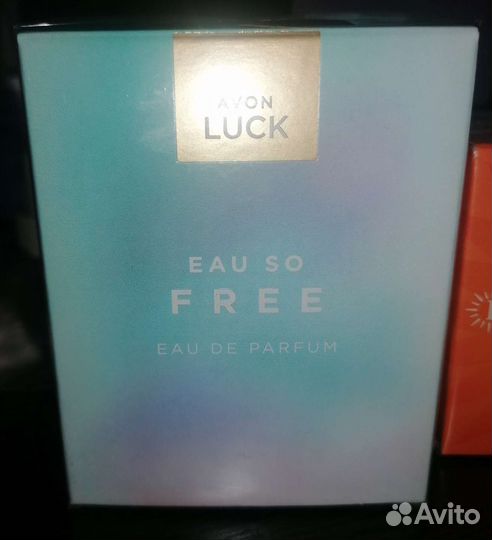 AVON
LUCK
EAU SO
FREE
EAU DE PARFUM
Avito